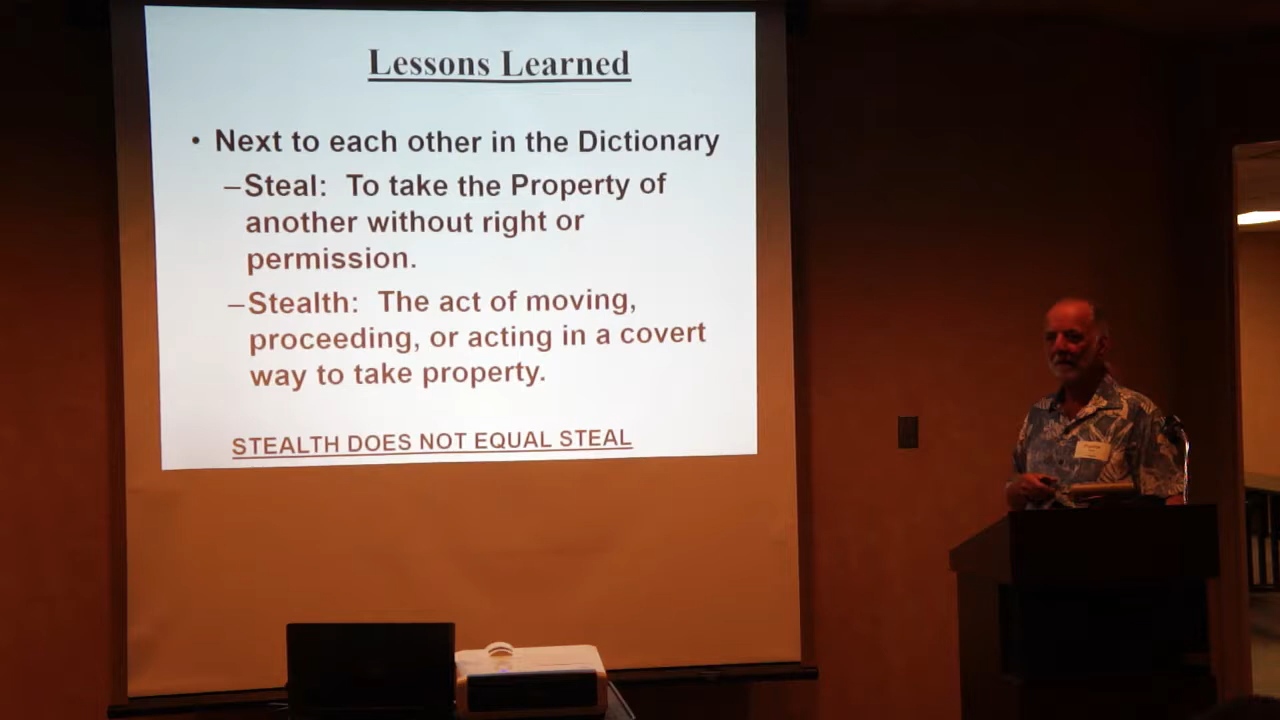 Lessons Learned
• Next to each other in the Dictionary
–Steal: To take the Property of
another without right or
permission.
–Stealth: The act of moving,
proceeding, or acting in a covert
way to take property.
STEALTH DOES NOT EQUAL STEAL